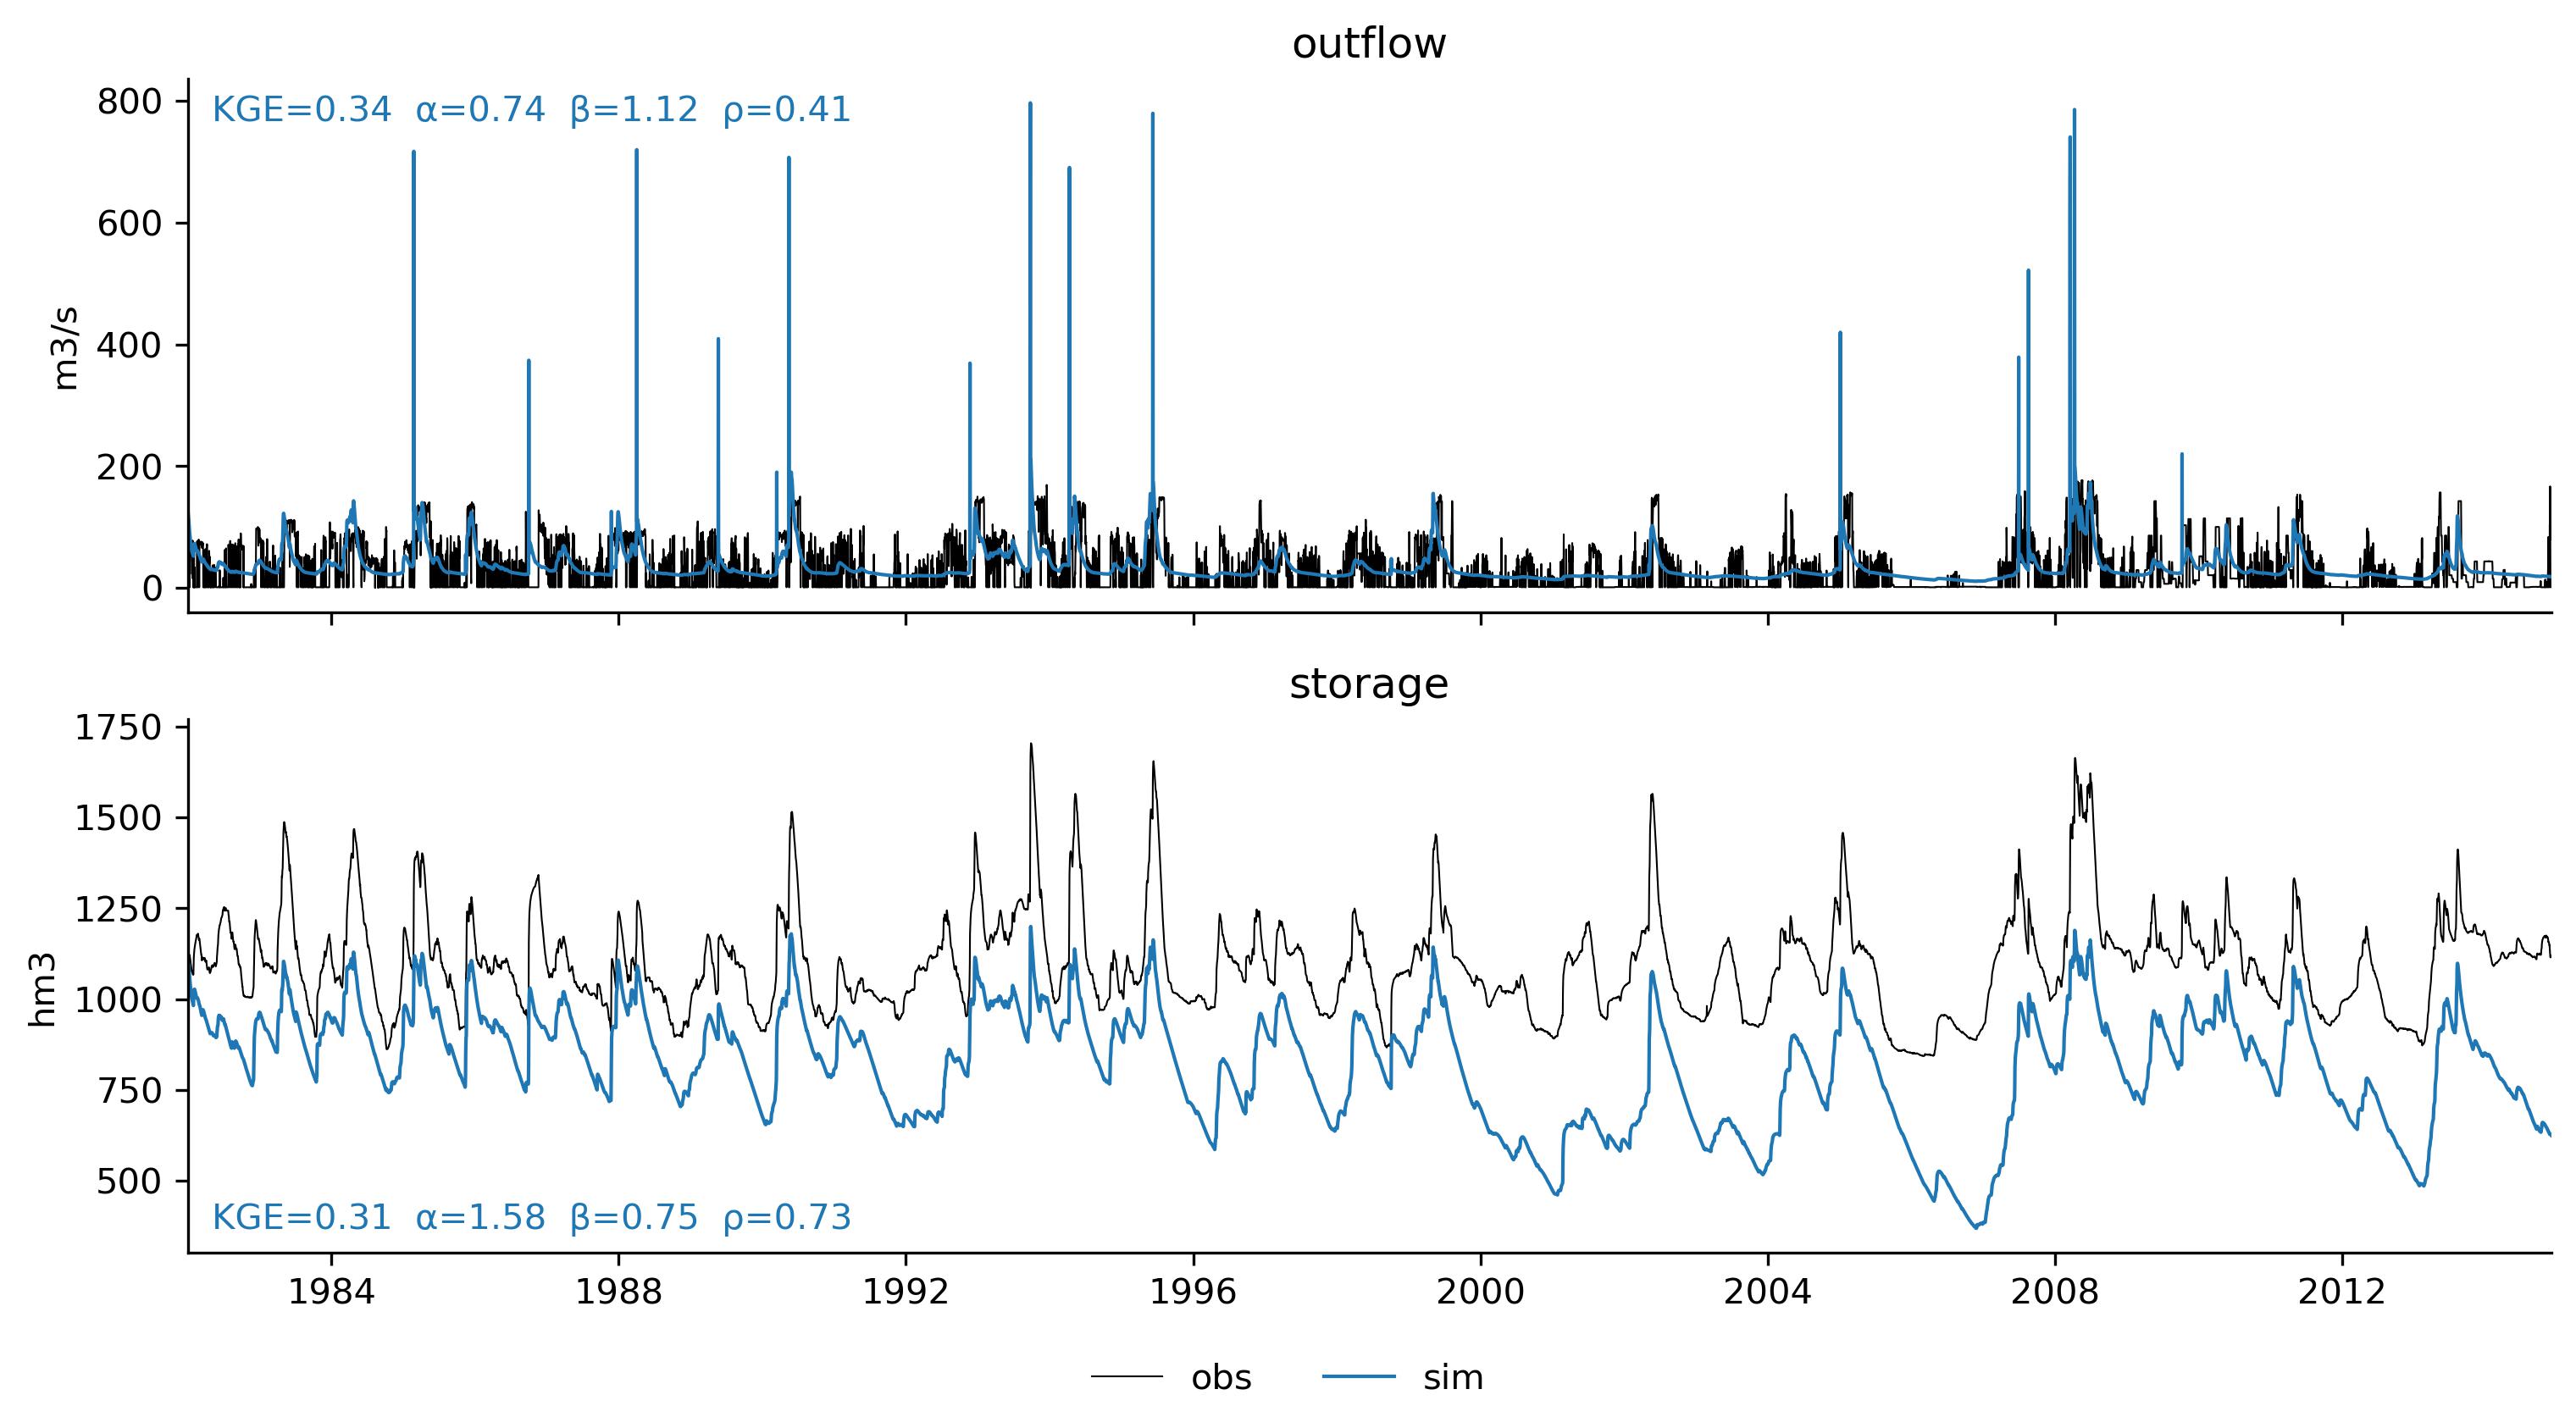 outflow
KGE=0.34 α=0.74 β=1.12 ρ=0.41
800
600
400
200
0
m3/s
storage
1750
1500
1250
1000
750
500
hm3
KGE=0.31 α=1.58 β=0.75 ρ=0.73
1984 1988 1992 1996 2000 2004 2008 2012
obs sim